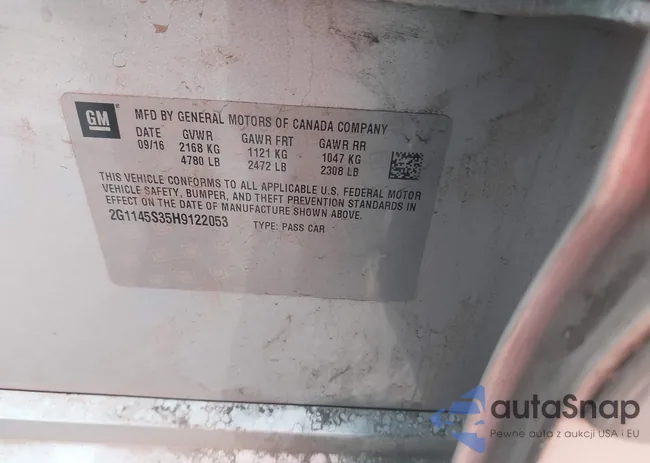 GM
MFD BY GENERAL MOTORS OF CANADA COMPANY
DATE GVWR GAWR FRT GAWR RR
09/16 2168 KG 1121 KG 1047 KG
4780 LB 2472 LB 2308 LB
THIS VEHICLE CONFORMS TO ALL APPLICABLE U.S. FEDERAL MOTOR
VEHICLE SAFETY, BUMPER, AND THEFT PREVENTION STANDARDS IN
EFFECT ON THE DATE OF MANUFACTURE SHOWN ABOVE.
2G1145S35H9122053 TYPE: PASS CAR
autaSnap
Pewne auta z aukcji USA i EU